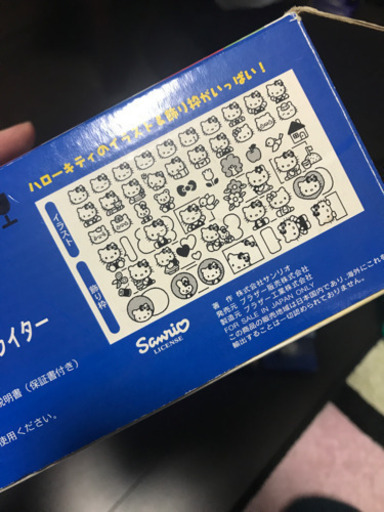 ハローキティのイラスト&飾り枠がいっぱい!
イラスト
飾り枠
Sanrio
LICENSE
著作 株式会社サンリオ
発売元 ブラザー販売株式会社
製造元 ブラザー工業株式会社
FOR SALE IN JAPAN ONLY
この商品の販売地域は日本国内であり、海外にこれを
輸出することは一切認められておりません。
イター
説明書(保証書付き)
使用ください。